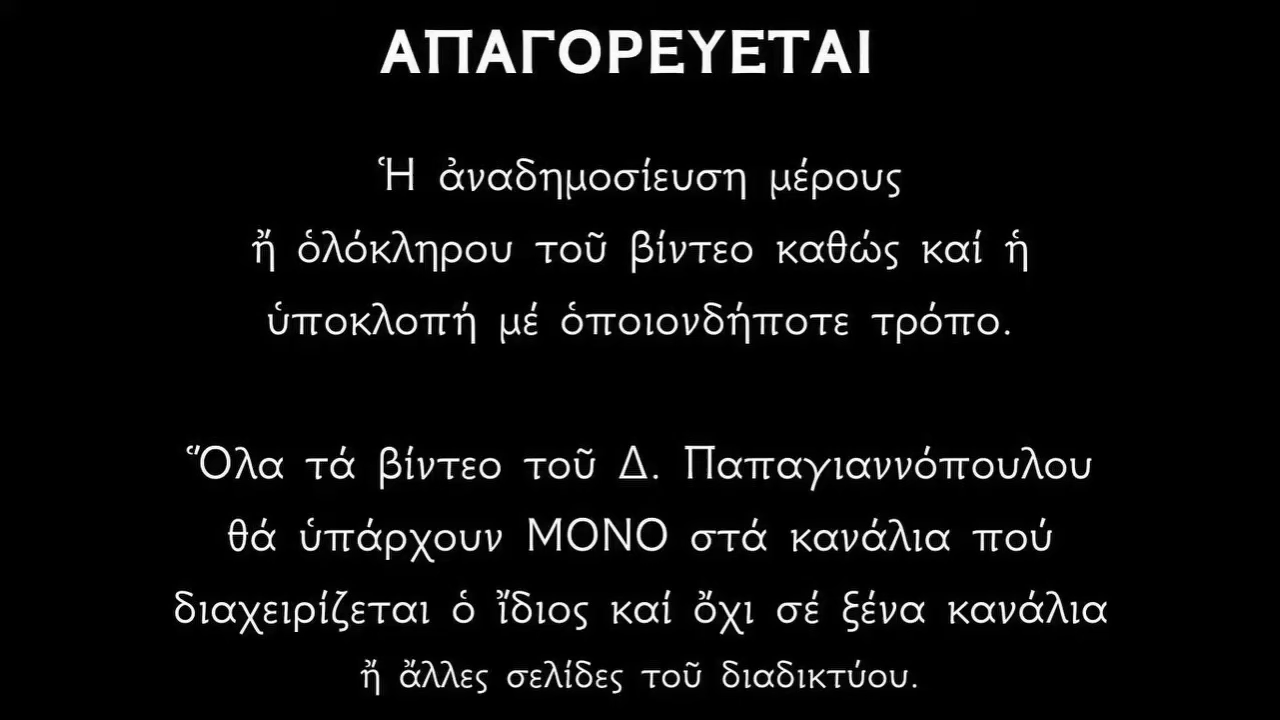 ΑΠΑΓΟΡΕΥΕΤΑΙ
Ἡ ἀναδημοσίευση μέρους
ἤ ὁλόκληρου τοῦ βίντεο καθώς καί ἡ
ὑποκλοπή μέ ὁποιονδήποτε τρόπο.
Ὅλα τά βίντεο τοῦ Δ. Παπαγιαννόπουλου
θά ὑπάρχουν ΜΟΝΟ στά κανάλια πού
διαχειρίζεται ὁ ἴδιος καί ὄχι σέ ξένα κανάλια
ἤ ἄλλες σελίδες τοῦ διαδικτύου.